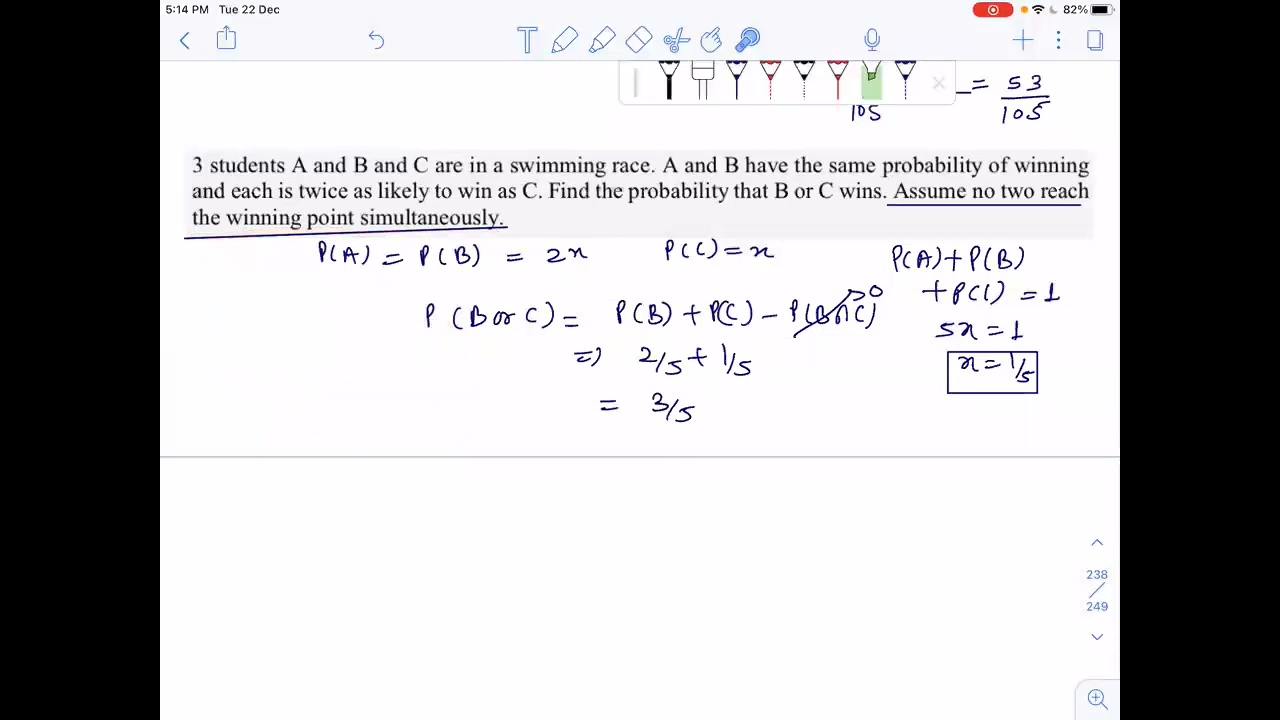 5:14 PM Tue 22 Dec
82%
T
= 53/105
105
3 students A and B and C are in a swimming race. A and B have the same probability of winning
and each is twice as likely to win as C. Find the probability that B or C wins. Assume no two reach
the winning point simultaneously.
P(A) = P(B) = 2x P(C) = x
P(A) + P(B)
+ P(C) = 1
5x = 1
x = 1/5
P (B or C) = P(B) + P(C) − P(B∩C) → 0
⇒ 2/5 + 1/5
= 3/5
238
249